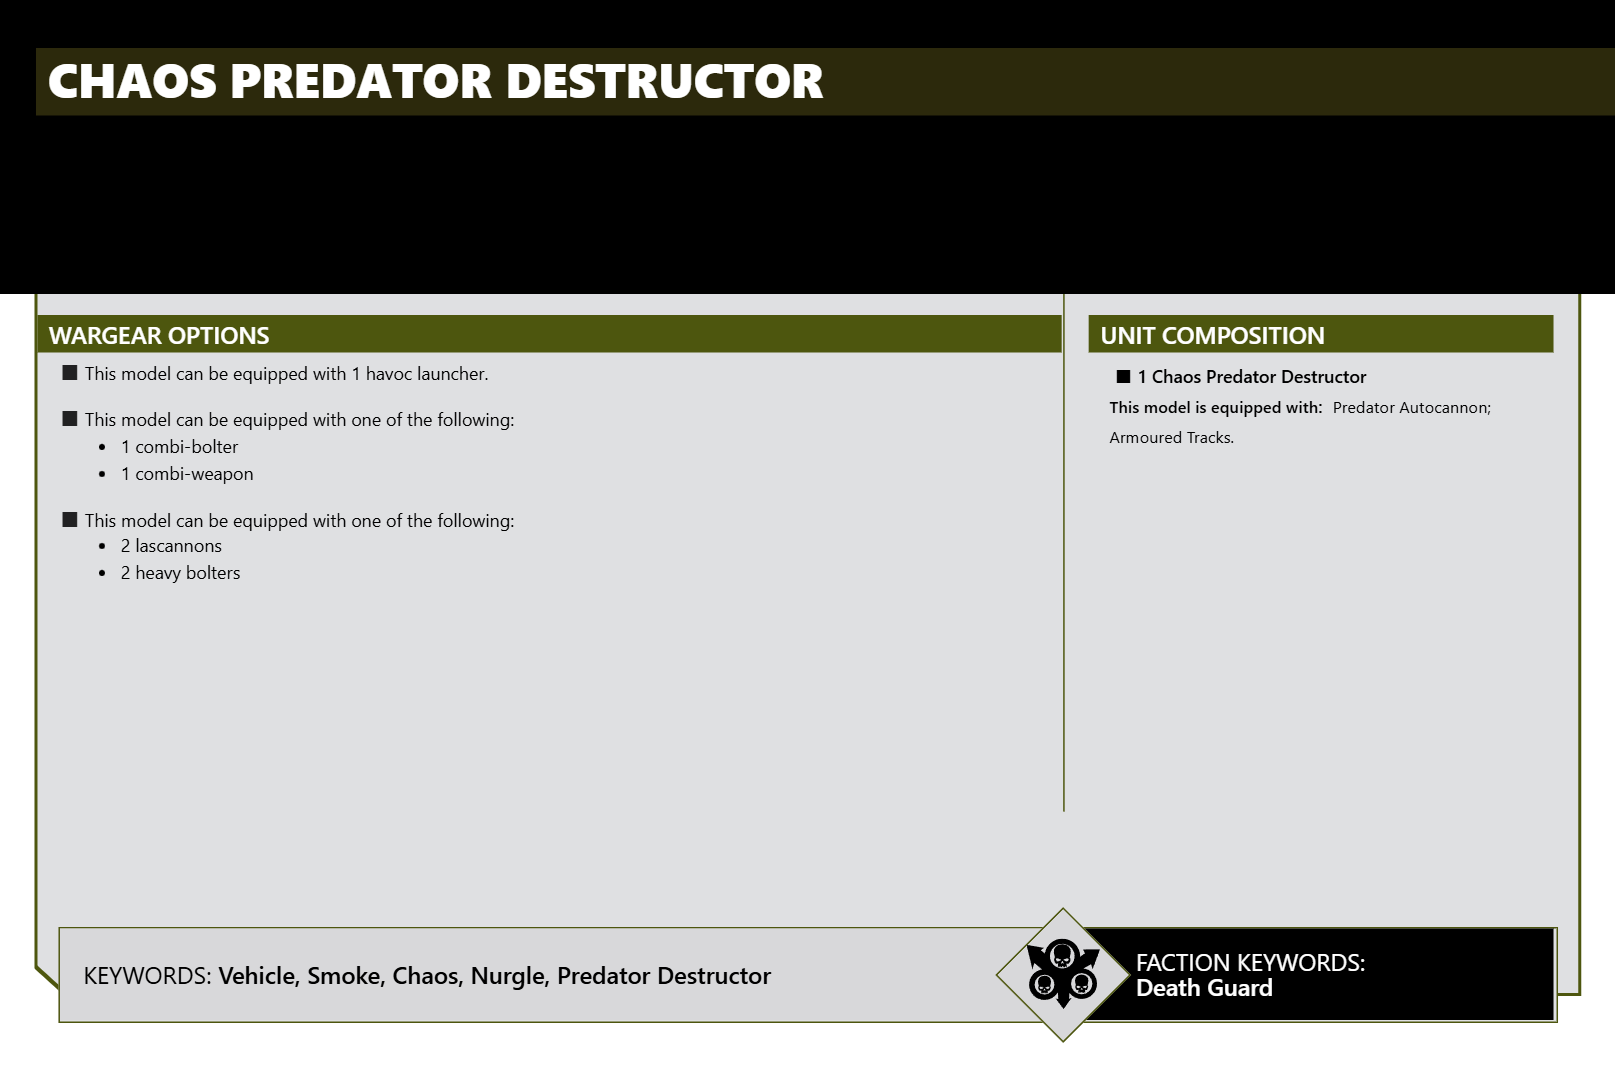 CHAOS PREDATOR DESTRUCTOR
WARGEAR OPTIONS
■ This model can be equipped with 1 havoc launcher.
■ This model can be equipped with one of the following:
• 1 combi-bolter
• 1 combi-weapon
■ This model can be equipped with one of the following:
• 2 lascannons
• 2 heavy bolters
UNIT COMPOSITION
■ 1 Chaos Predator Destructor
This model is equipped with: Predator Autocannon;
Armoured Tracks.
KEYWORDS: Vehicle, Smoke, Chaos, Nurgle, Predator Destructor
FACTION KEYWORDS:
Death Guard